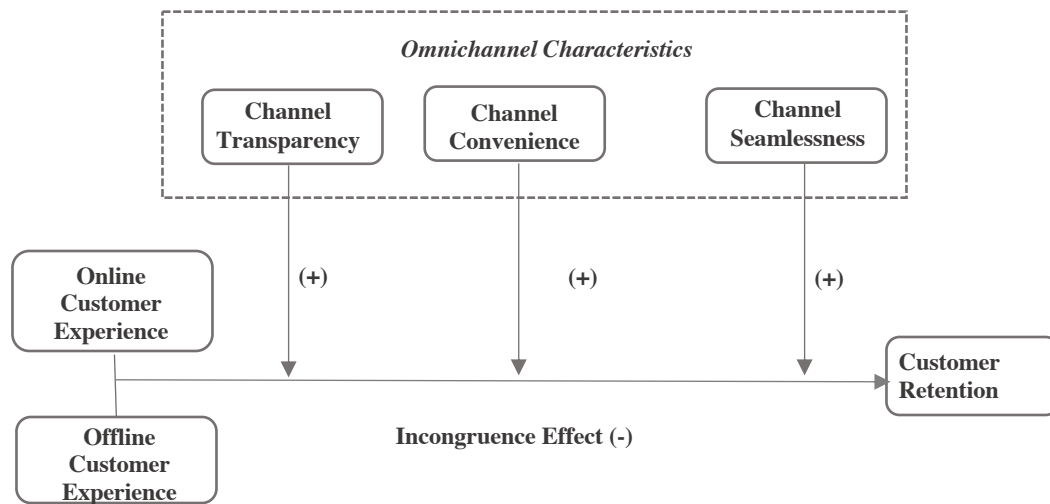 Omnichannel Characteristics
Channel
Transparency
Channel
Convenience
Channel
Seamlessness
(+)
(+)
(+)
Online
Customer
Experience
Customer
Retention
Offline
Customer
Experience
Incongruence Effect (-)